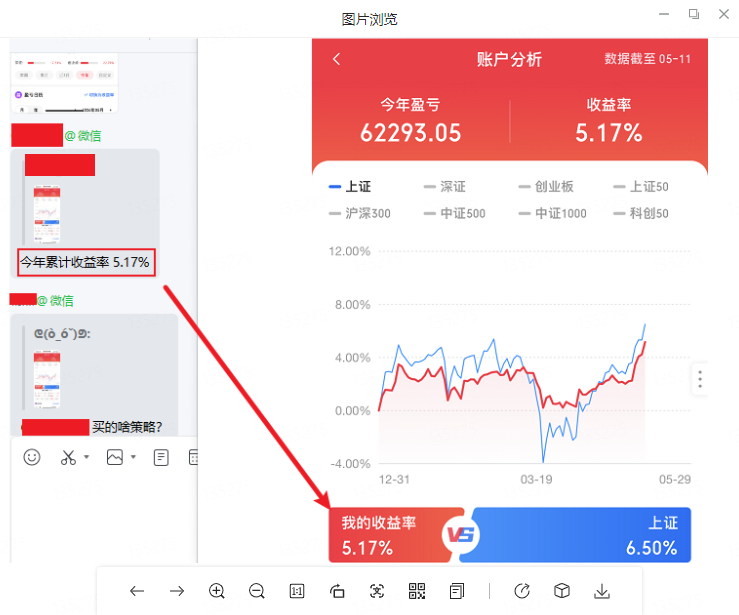 图片浏览
@微信
今年累计收益率 5.17%
@微信
ლ(ò_óˇ)ლ:
买的啥策略?
账户分析
数据截至 05-11
今年盈亏
收益率
62293.05
5.17%
上证
深证
创业板
上证50
沪深300
中证500
中证1000
科创50
12.00%
8.00%
4.00%
0.00%
-4.00%
12-31
03-19
05-29
我的收益率
VS
上证
5.17%
6.50%
1:1